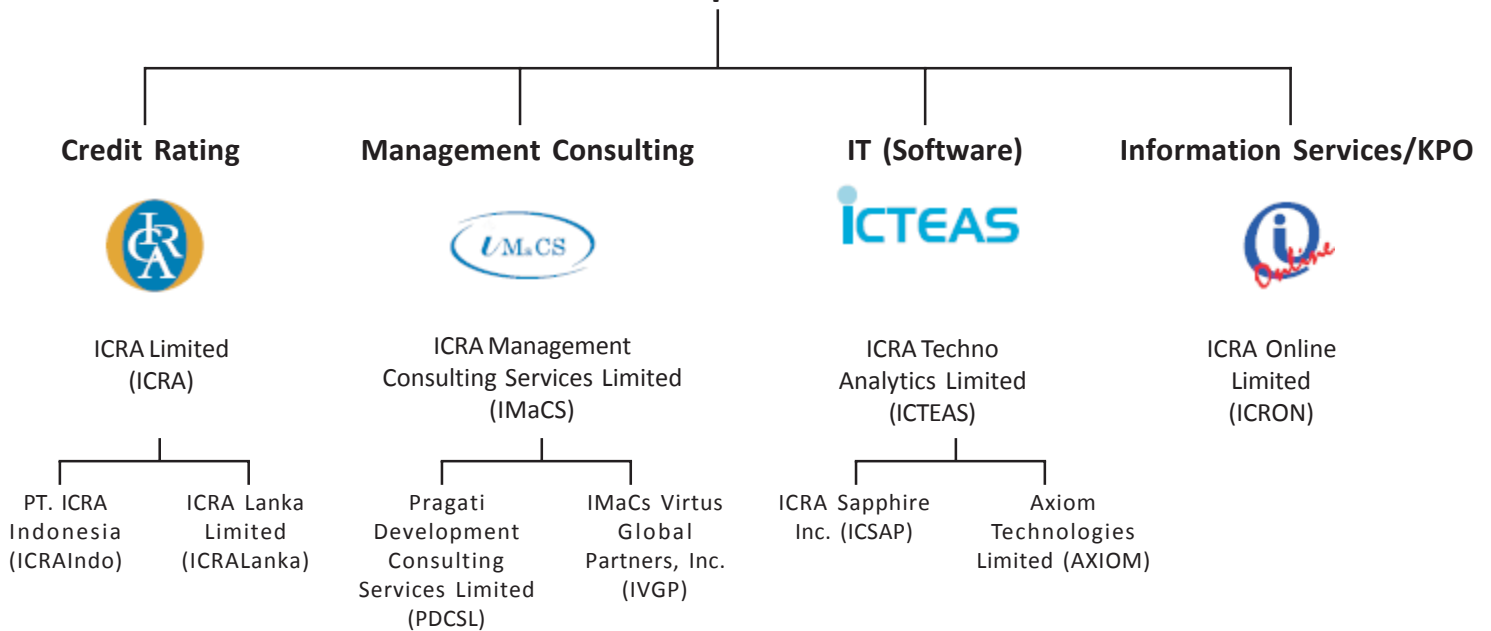 Credit Rating
Management Consulting
IT (Software)
Information Services/KPO
ICRA
IMaCS
ICTEAS
i
Online
ICRA Limited
(ICRA)
ICRA Management
Consulting Services Limited
(IMaCS)
ICRA Techno
Analytics Limited
(ICTEAS)
ICRA Online
Limited
(ICRON)
PT. ICRA
Indonesia
(ICRAIndo)
ICRA Lanka
Limited
(ICRALanka)
Pragati
Development
Consulting
Services Limited
(PDCSL)
IMaCs Virtus
Global
Partners, Inc.
(IVGP)
ICRA Sapphire
Inc. (ICSAP)
Axiom
Technologies
Limited (AXIOM)